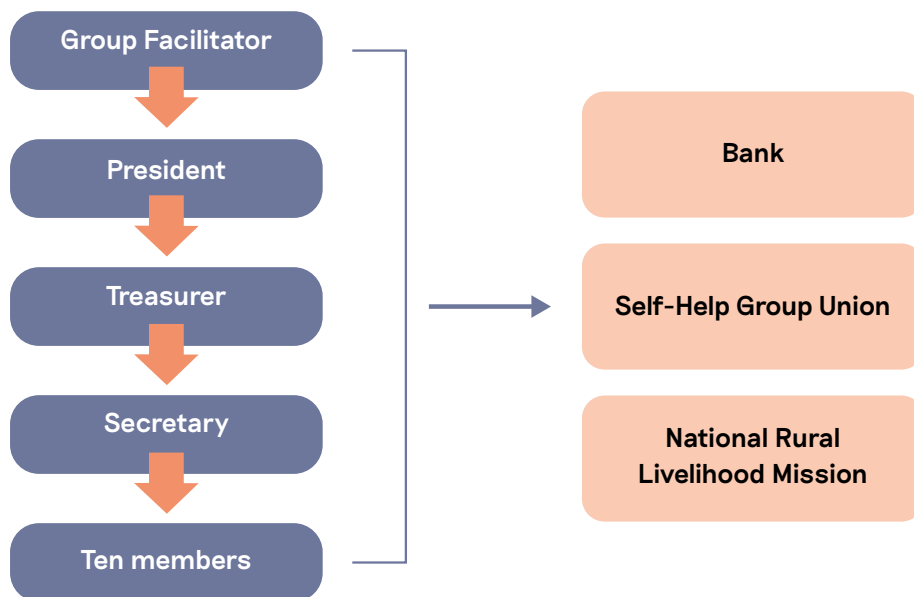 Group Facilitator
President
Treasurer
Secretary
Ten members
Bank
Self-Help Group Union
National Rural
Livelihood Mission